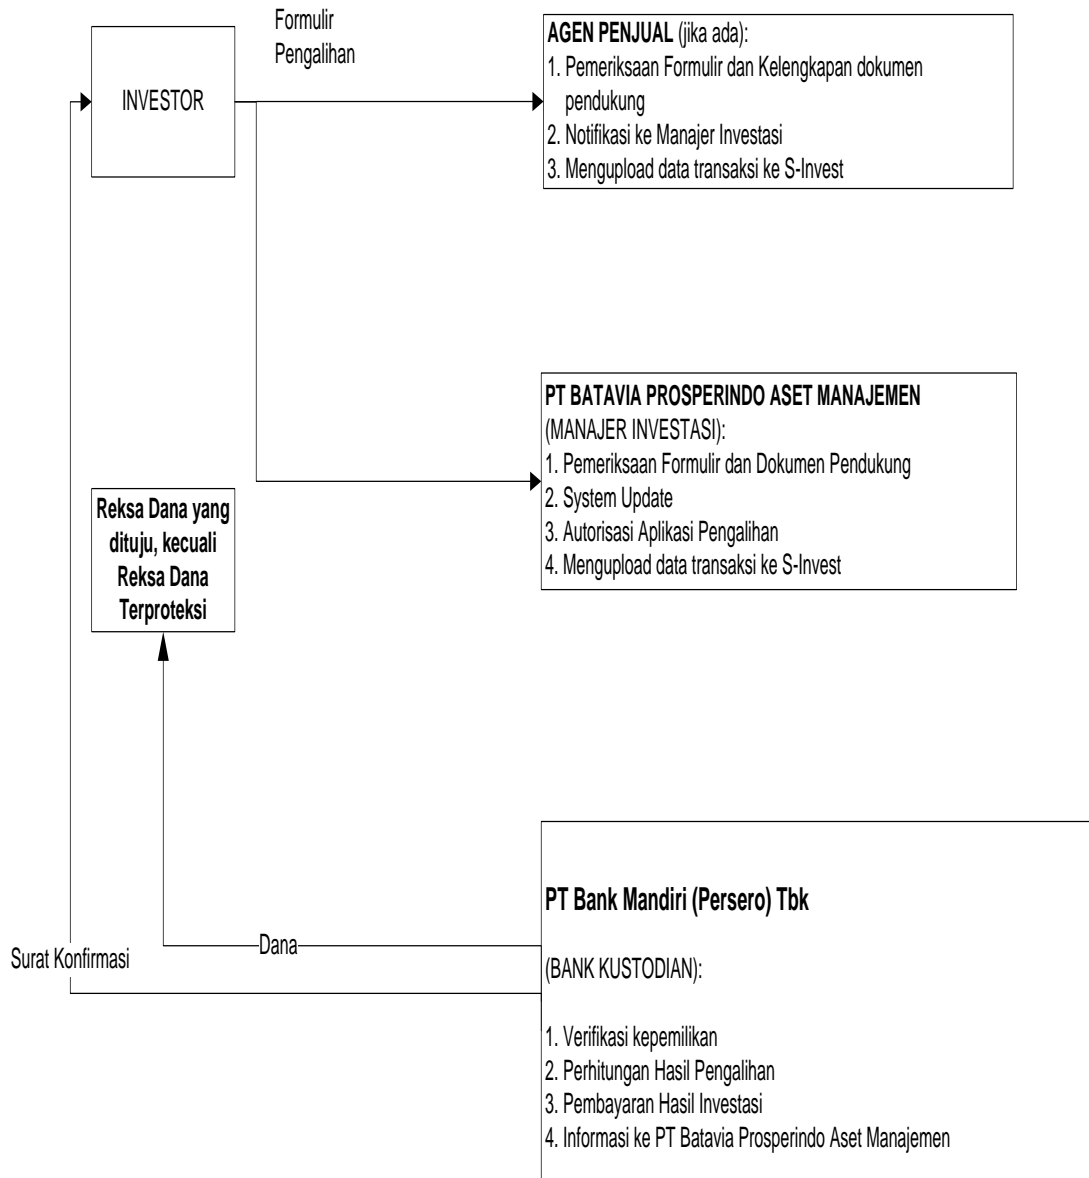 Formulir
Pengalihan
INVESTOR
AGEN PENJUAL (jika ada):
1. Pemeriksaan Formulir dan Kelengkapan dokumen
pendukung
2. Notifikasi ke Manajer Investasi
3. Mengupload data transaksi ke S-Invest
PT BATAVIA PROSPERINDO ASET MANAJEMEN
(MANAJER INVESTASI):
1. Pemeriksaan Formulir dan Dokumen Pendukung
2. System Update
3. Autorisasi Aplikasi Pengalihan
4. Mengupload data transaksi ke S-Invest
Reksa Dana yang
dituju, kecuali
Reksa Dana
Terproteksi
Surat Konfirmasi
Dana
PT Bank Mandiri (Persero) Tbk
(BANK KUSTODIAN):
1. Verifikasi kepemilikan
2. Perhitungan Hasil Pengalihan
3. Pembayaran Hasil Investasi
4. Informasi ke PT Batavia Prosperindo Aset Manajemen